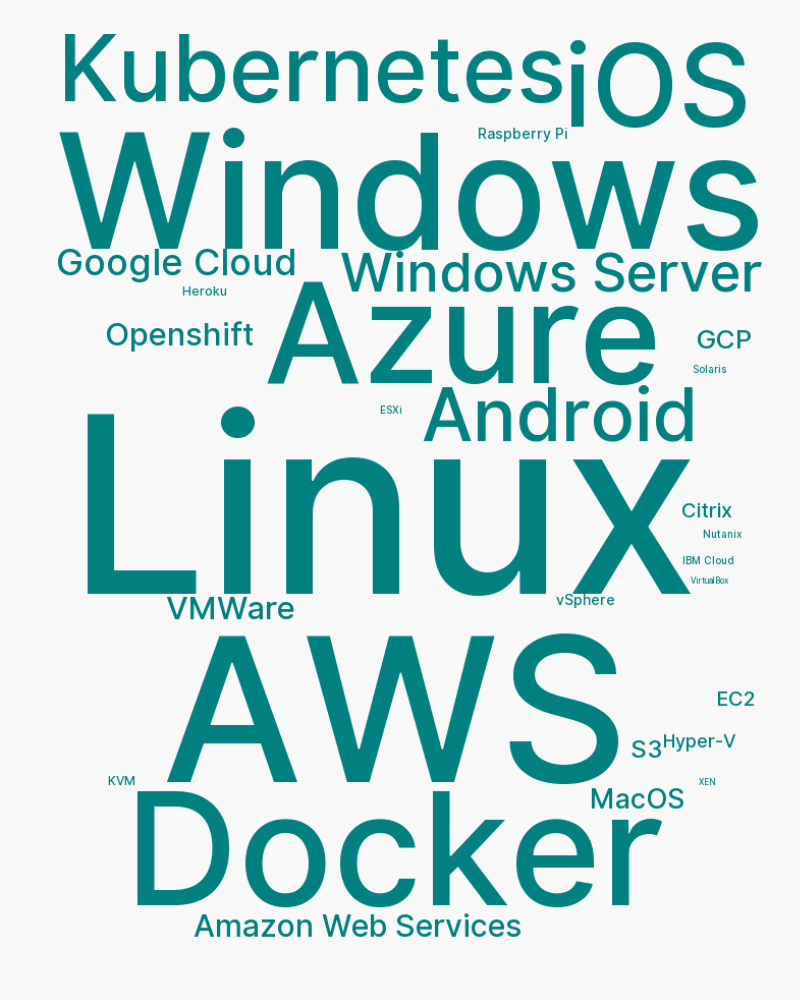 Kubernetes
iOS
Raspberry Pi
Windows
Google Cloud
Windows Server
Heroku
Azure
Openshift
GCP
Solaris
Android
ESXi
Linux
Citrix
Nutanix
IBM Cloud
VirtualBox
VMWare
vSphere
AWS
EC2
S3
Hyper-V
KVM
XEN
MacOS
Docker
Amazon Web Services